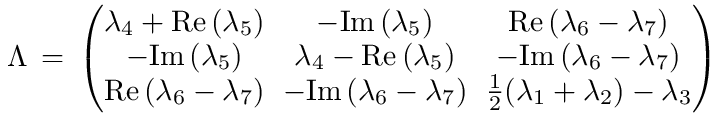 λ₄ + Re (λ₅) −Im (λ₅) Re (λ₆ − λ₇)
Λ = −Im (λ₅) λ₄ − Re (λ₅) −Im (λ₆ − λ₇)
Re (λ₆ − λ₇) −Im (λ₆ − λ₇) ½(λ₁ + λ₂) − λ₃